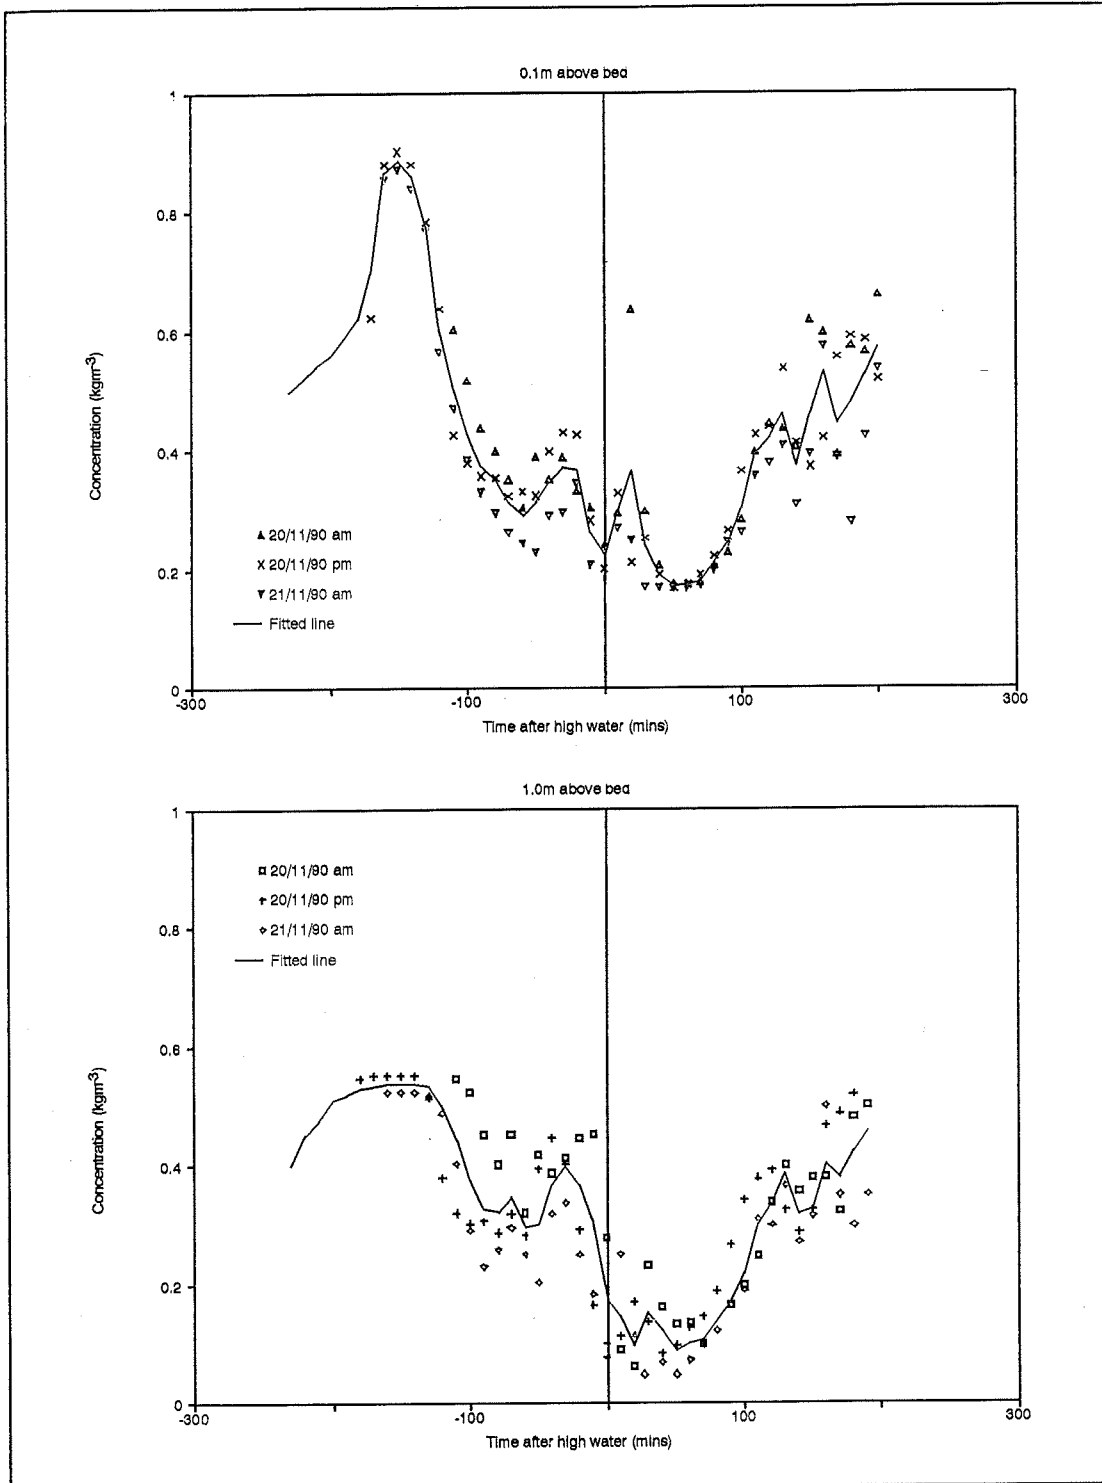 0.1m above bed
1
0.8
0.6
0.4
0.2
0
Concentration (kgm-3)
▲ 20/11/90 am
× 20/11/90 pm
▼ 21/11/90 am
— Fitted line
-300
-100
100
300
Time after high water (mins)
1.0m above bed
1
0.8
0.6
0.4
0.2
0
Concentration (kgm-3)
20/11/90 am
+ 20/11/90 pm
21/11/90 am
— Fitted line
-300
-100
100
300
Time after high water (mins)